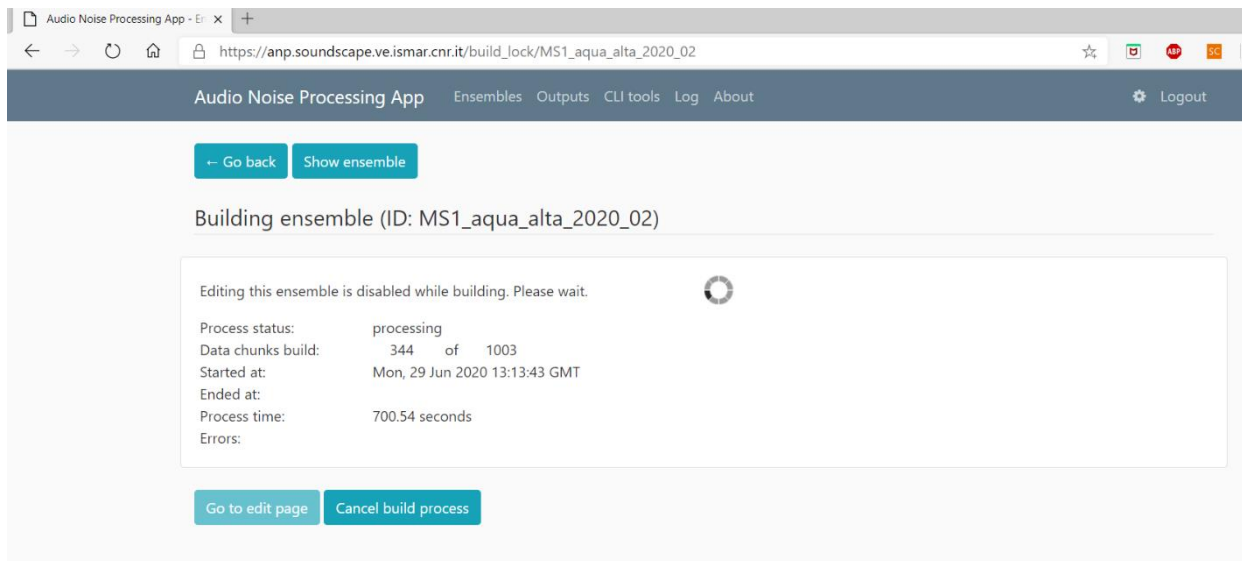 Audio Noise Processing App - En
https://anp.soundscape.ve.ismar.cnr.it/build_lock/MS1_aqua_alta_2020_02
ABP
SC
Audio Noise Processing App Ensembles Outputs CLI tools Log About Logout
← Go back Show ensemble
Building ensemble (ID: MS1_aqua_alta_2020_02)
Editing this ensemble is disabled while building. Please wait.
Process status: processing
Data chunks build: 344 of 1003
Started at: Mon, 29 Jun 2020 13:13:43 GMT
Ended at:
Process time: 700.54 seconds
Errors:
Go to edit page Cancel build process